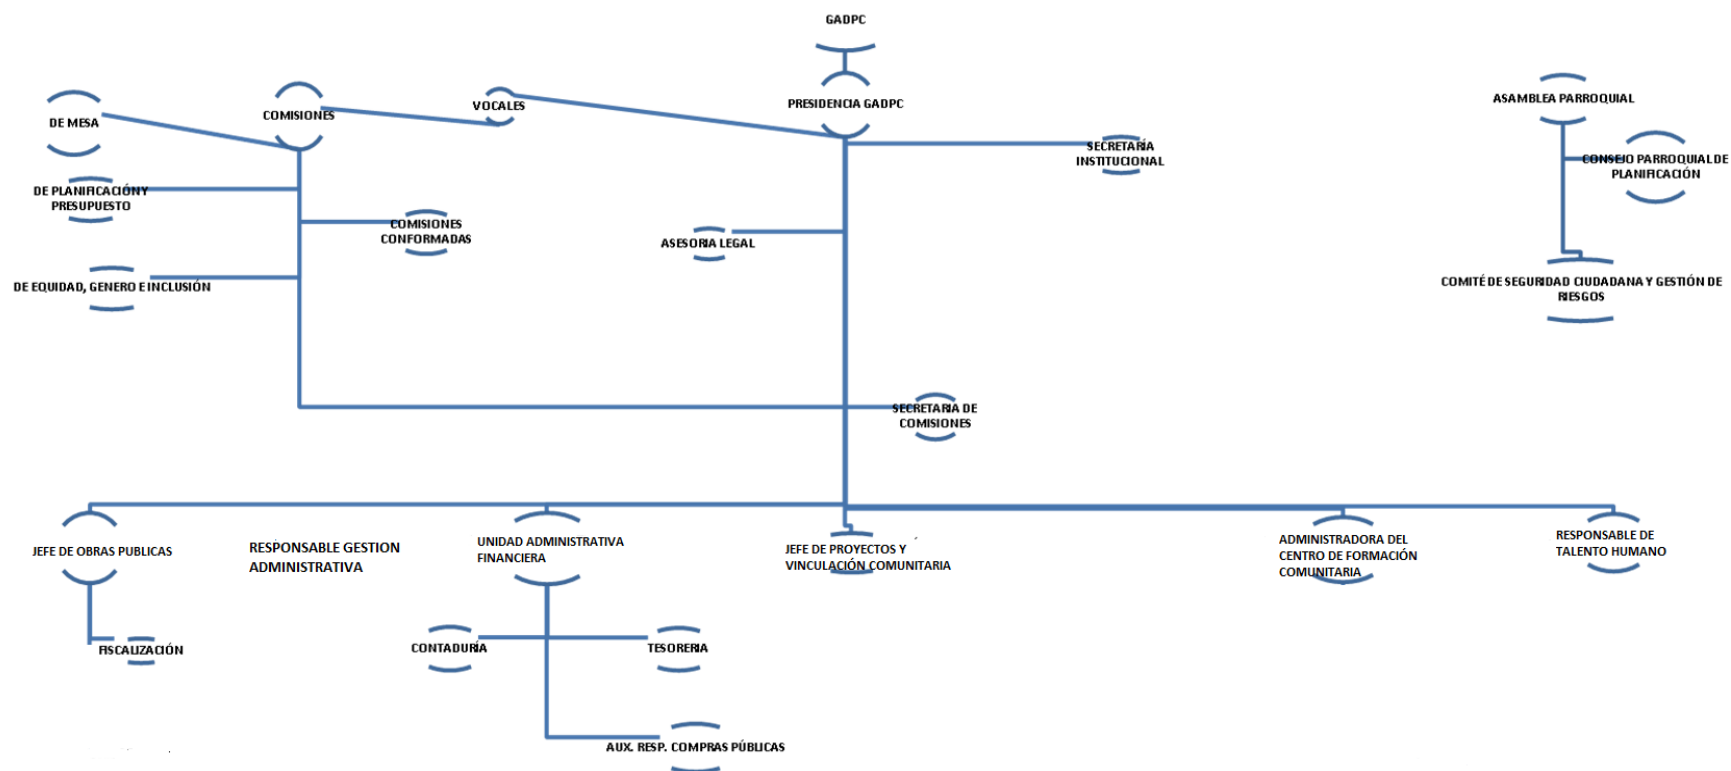 GADPC
PRESIDENCIA GADPC
VOCALES
COMISIONES
DE MESA
DE PLANIFICACIÓN Y
PRESUPUESTO
COMISIONES
CONFORMADAS
DE EQUIDAD, GENERO E INCLUSIÓN
SECRETARÍA
INSTITUCIONAL
ASESORIA LEGAL
ASAMBLEA PARROQUIAL
CONSEJO PARROQUIAL DE
PLANIFICACIÓN
COMITÉ DE SEGURIDAD CIUDADANA Y GESTIÓN DE
RIESGOS
SECRETARIA DE
COMISIONES
JEFE DE OBRAS PUBLICAS
RESPONSABLE GESTION
ADMINISTRATIVA
UNIDAD ADMINISTRATIVA
FINANCIERA
JEFE DE PROYECTOS Y
VINCULACIÓN COMUNITARIA
ADMINISTRADORA DEL
CENTRO DE FORMACIÓN
COMUNITARIA
RESPONSABLE DE
TALENTO HUMANO
FISCALIZACIÓN
CONTADURÍA
TESORERIA
AUX. RESP. COMPRAS PÚBLICAS